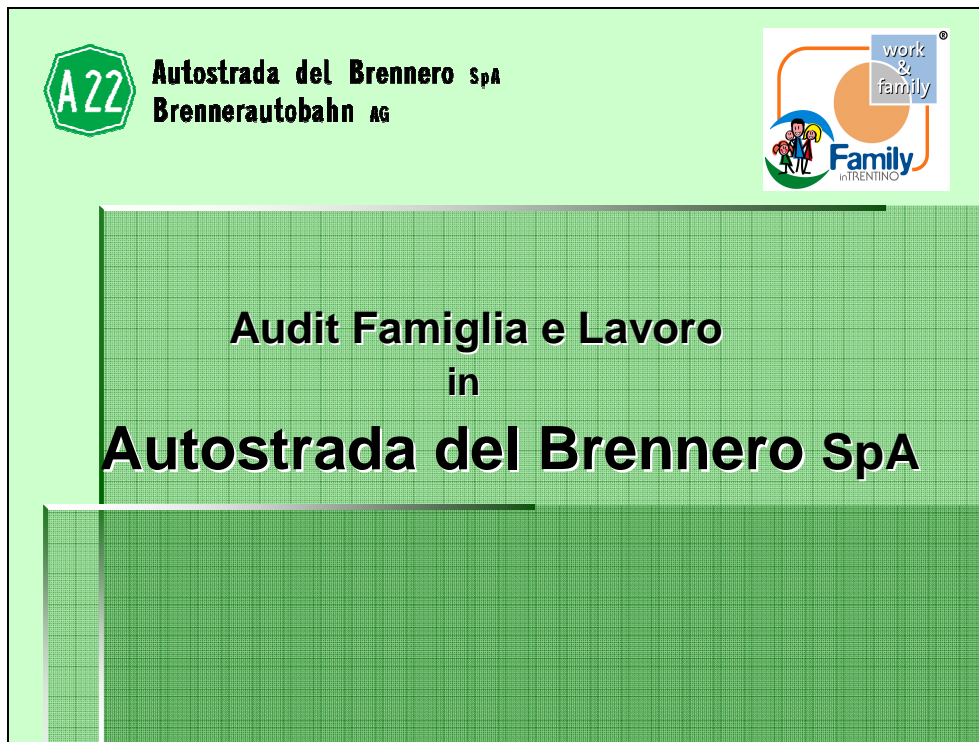 A22
Autostrada del Brennero SpA
Brennerautobahn AG
work
&
family
®
Family
inTRENTINO
Audit Famiglia e Lavoro
in
Autostrada del Brennero SpA